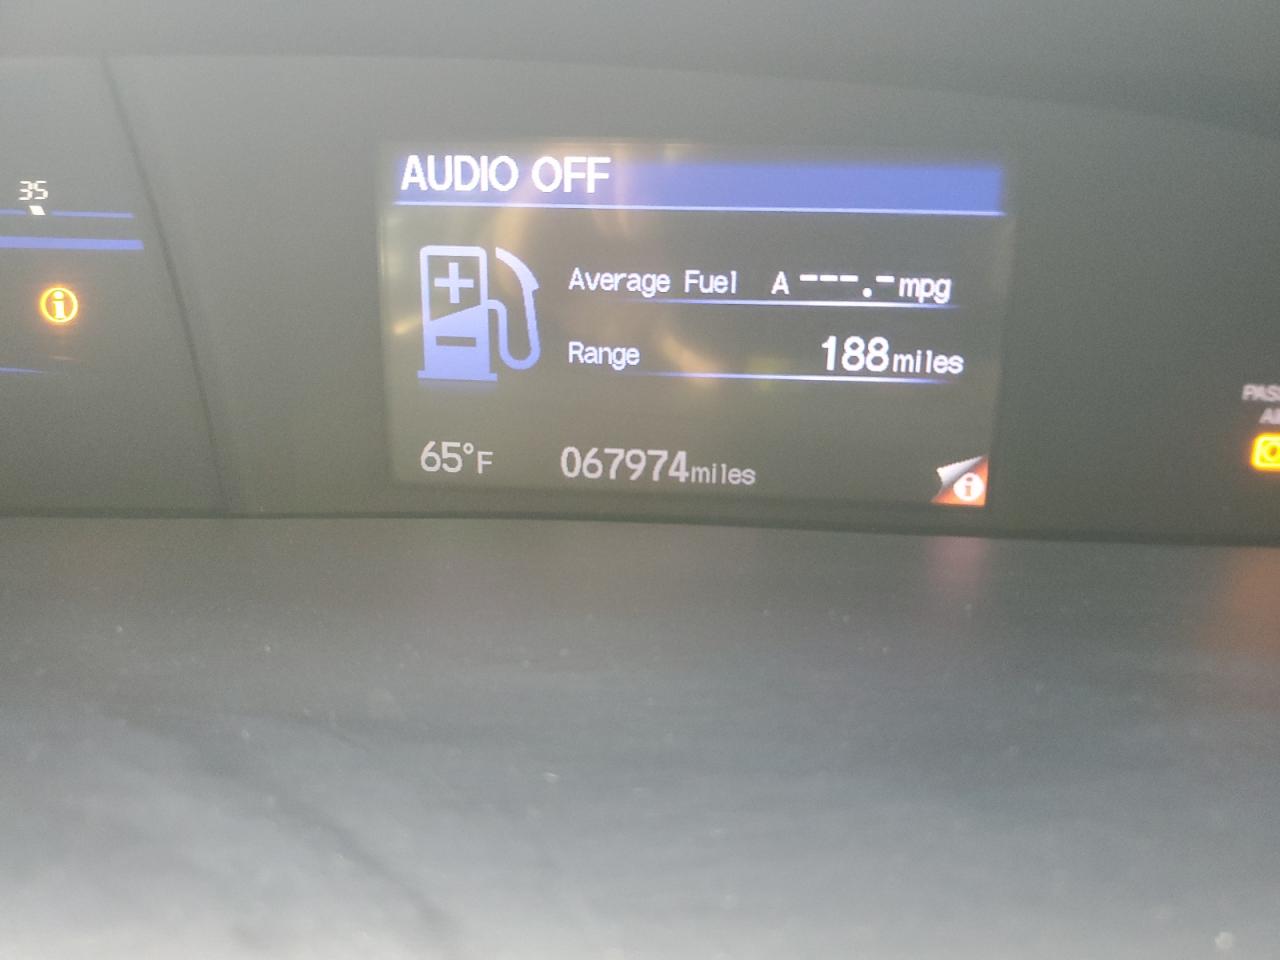 AUDIO OFF
35
Average Fuel A ---.- mpg
Range 188 miles
65°F 067974 miles